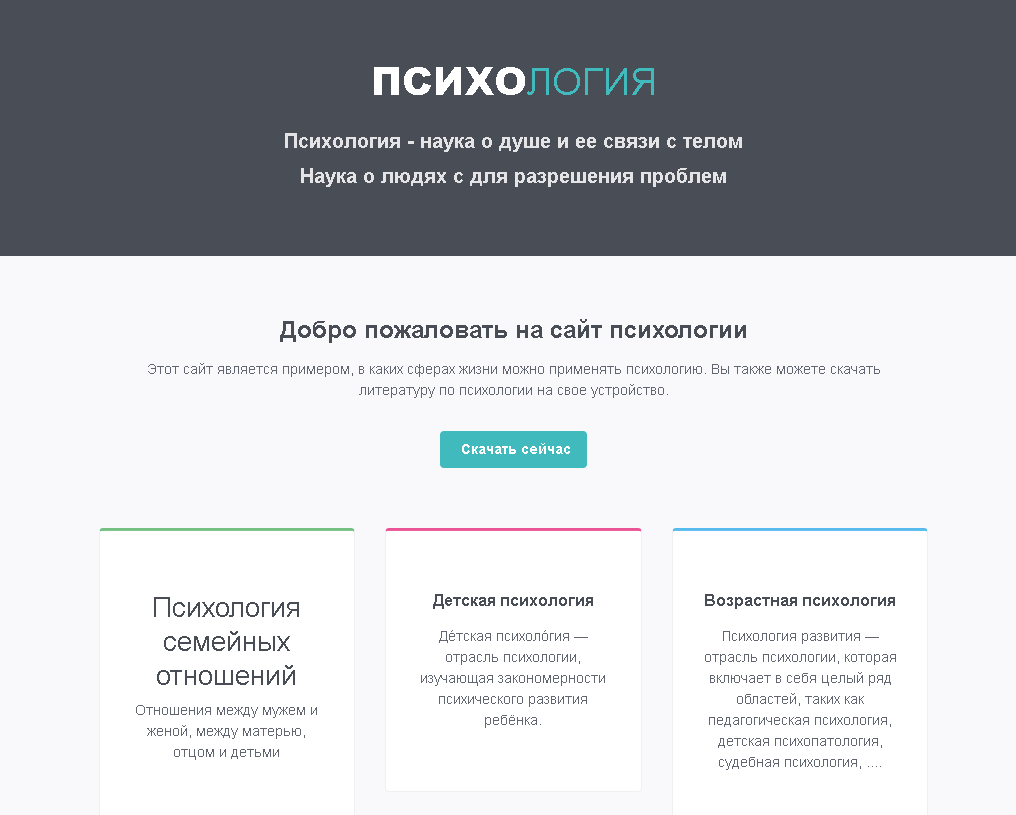 ПСИХОЛОГИЯ
Психология - наука о душе и ее связи с телом
Наука о людях с для разрешения проблем
Добро пожаловать на сайт психологии
Этот сайт является примером, в каких сферах жизни можно применять психологию. Вы также можете скачать
литературу по психологии на свое устройство.
Скачать сейчас
Психология
семейных
отношений
Отношения между мужем и
женой, между матерью,
отцом и детьми
Детская психология
Де́тская психоло́гия —
отрасль психологии,
изучающая закономерности
психического развития
ребёнка.
Возрастная психология
Психология развития —
отрасль психологии, которая
включает в себя целый ряд
областей, таких как
педагогическая психология,
детская психопатология,
судебная психология, ....